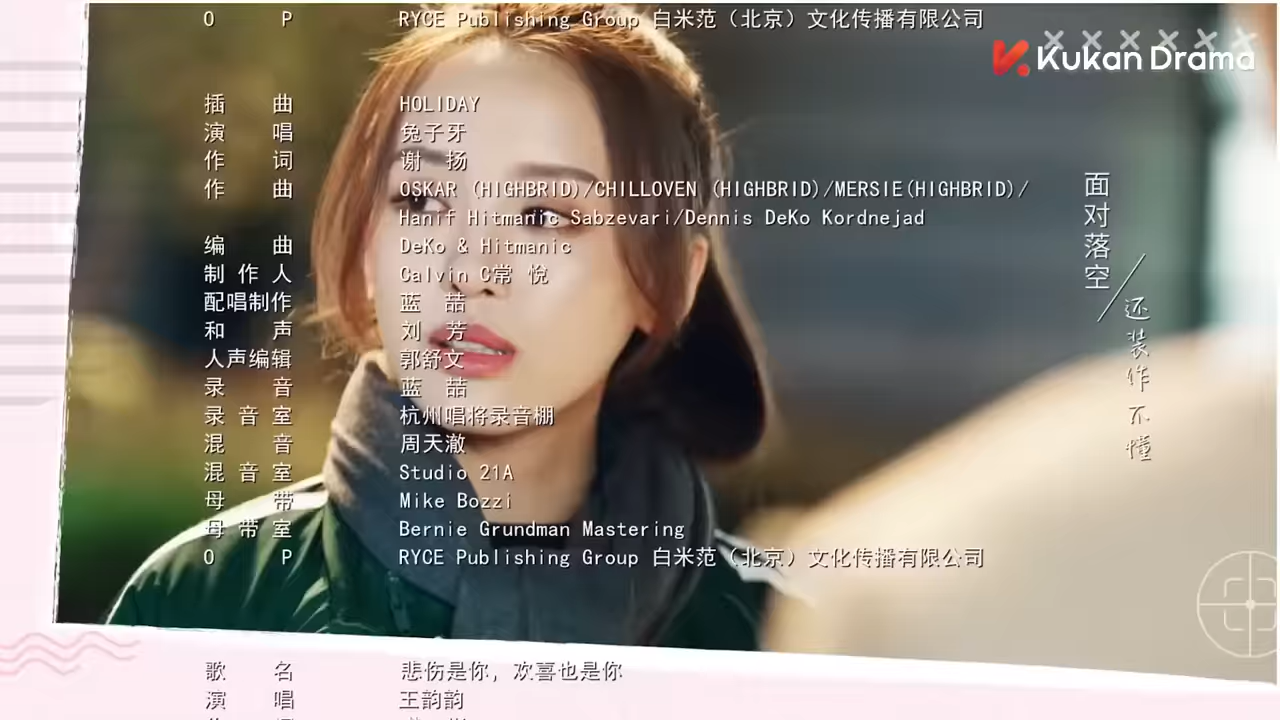 O P RYCE Publishing Group 白米范（北京）文化传播有限公司
Kukan Drama
插 曲 HOLIDAY
演 唱 兔子牙
作 词 谢 扬
作 曲 OSKAR (HIGHBRID)/CHILLOVEN (HIGHBRID)/MERSIE(HIGHBRID)/
Hanif Hitmanic Sabzevari/Dennis DeKo Kordnejad
编 曲 DeKo & Hitmanic
制 作 人 Calvin C常 悦
配唱制作 蓝 喆
和 声 刘 芳
人声编辑 郭舒文
录 音 蓝 喆
录 音 室 杭州唱将录音棚
混 音 周天澈
混 音 室 Studio 21A
母 带 Mike Bozzi
母 带 室 Bernie Grundman Mastering
O P RYCE Publishing Group 白米范（北京）文化传播有限公司
面对落空
还装作不懂
歌 名 悲伤是你，欢喜也是你
演 唱 王韵韵